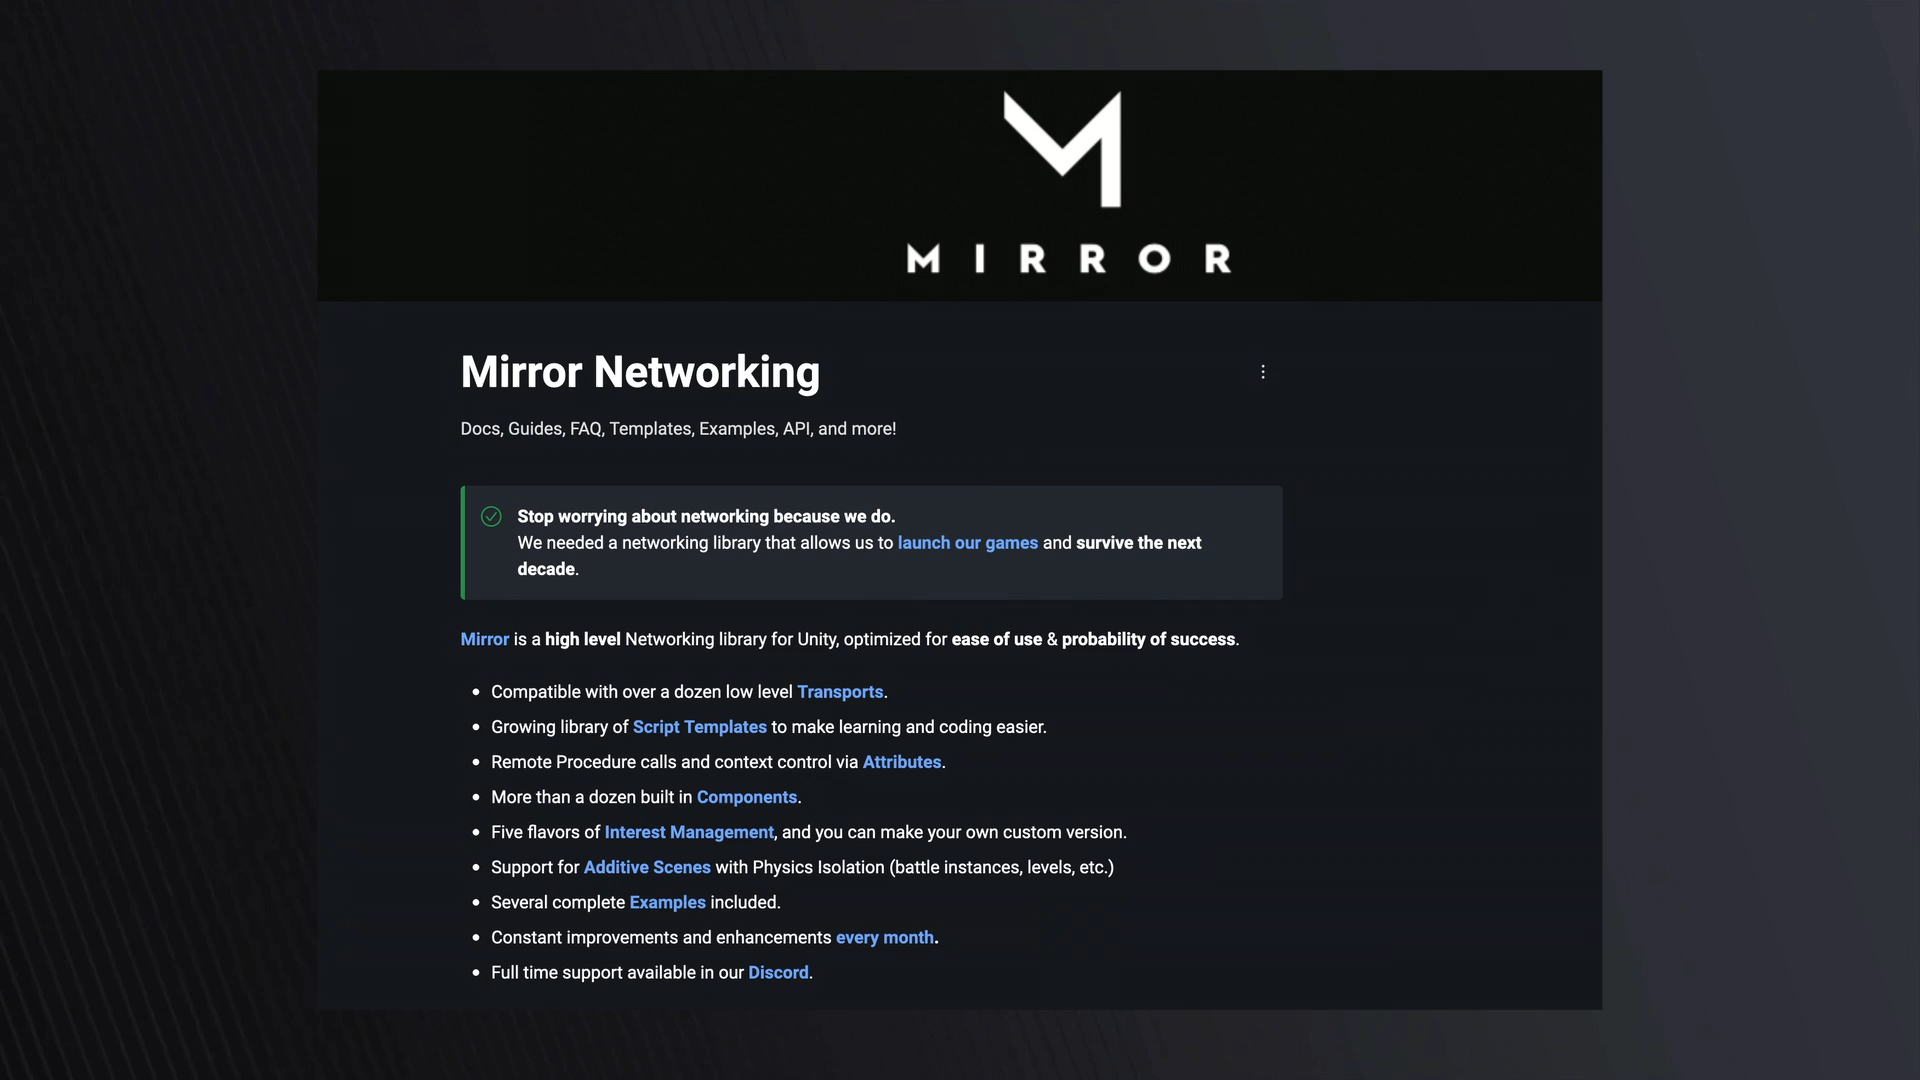 MIRROR
Mirror Networking
Docs, Guides, FAQ, Templates, Examples, API, and more!
Stop worrying about networking because we do.
We needed a networking library that allows us to launch our games and survive the next
decade.
Mirror is a high level Networking library for Unity, optimized for ease of use & probability of success.
• Compatible with over a dozen low level Transports.
• Growing library of Script Templates to make learning and coding easier.
• Remote Procedure calls and context control via Attributes.
• More than a dozen built in Components.
• Five flavors of Interest Management, and you can make your own custom version.
• Support for Additive Scenes with Physics Isolation (battle instances, levels, etc.)
• Several complete Examples included.
• Constant improvements and enhancements every month.
• Full time support available in our Discord.